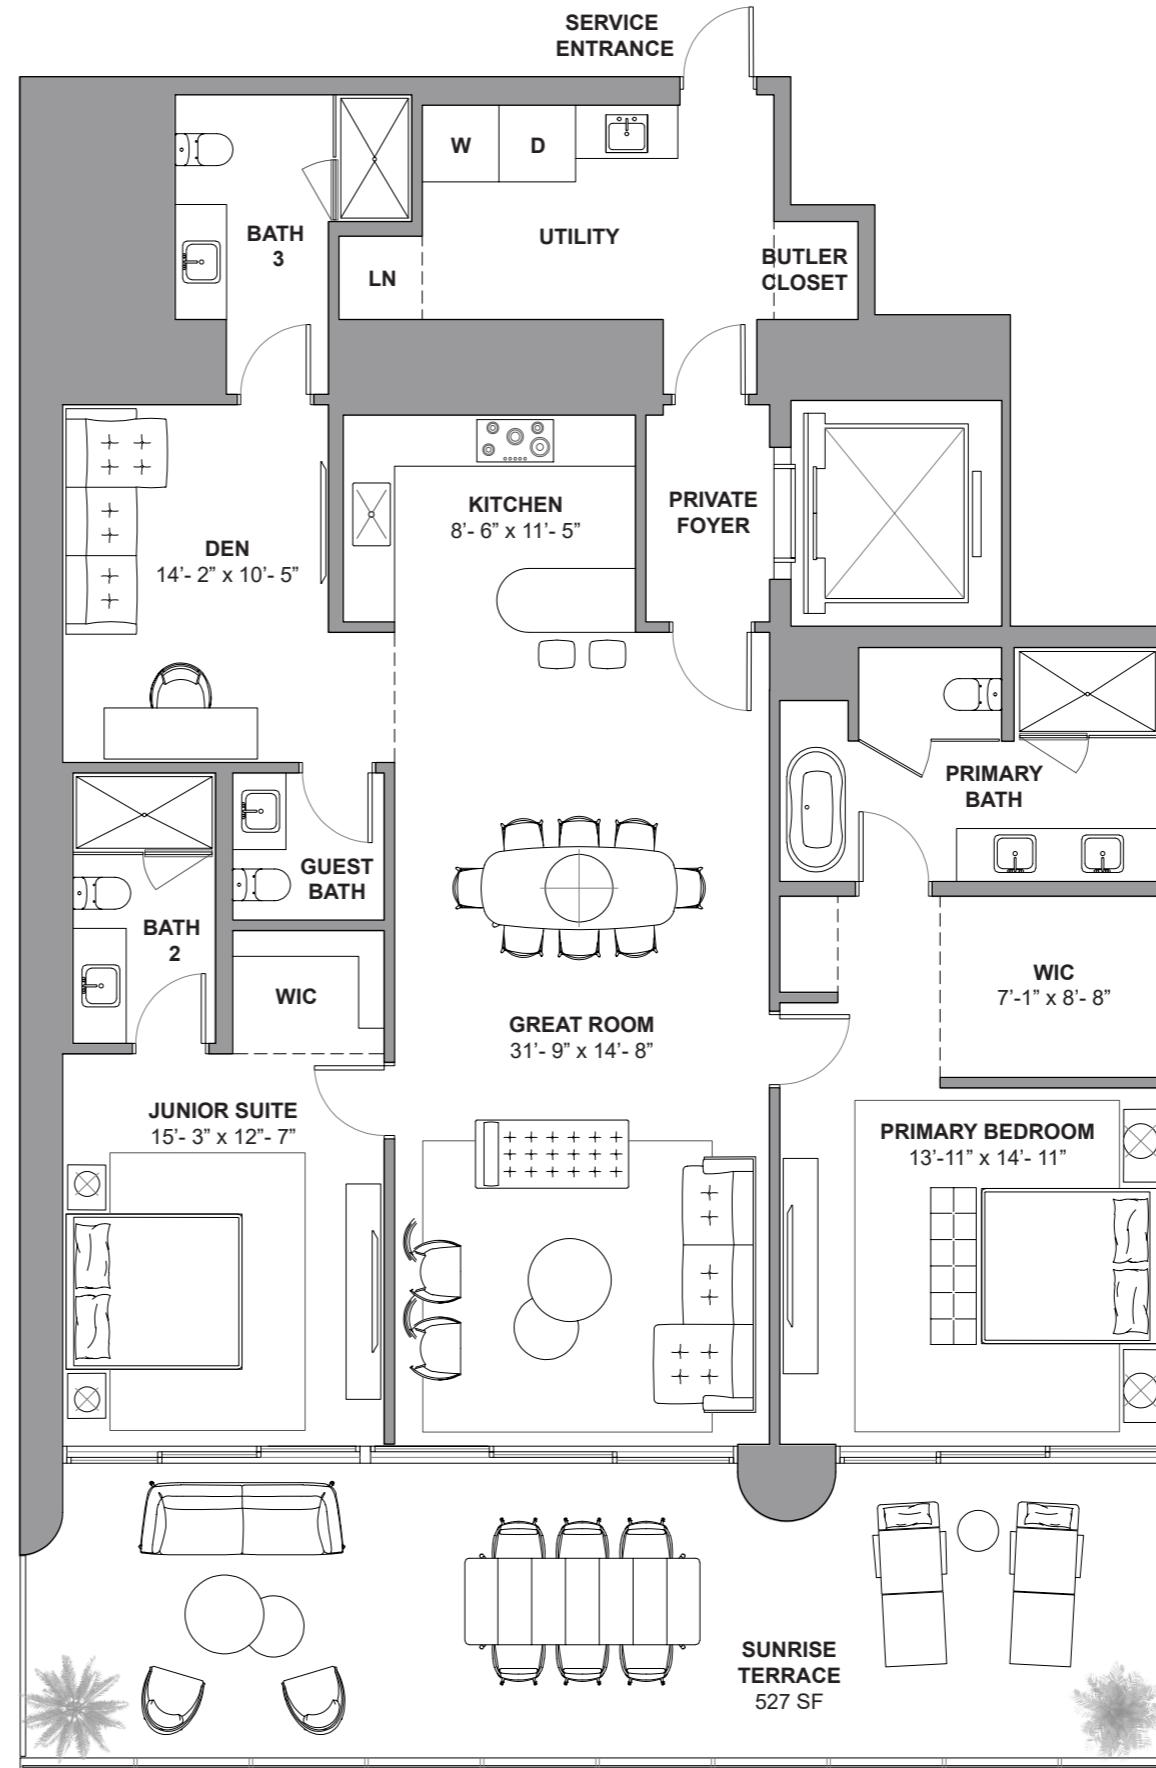 SERVICE
ENTRANCE
W
D
BATH
3
UTILITY
LN
BUTLER
CLOSET
KITCHEN
8’- 6” x 11’- 5”
PRIVATE
FOYER
DEN
14’- 2” x 10’- 5”
PRIMARY
BATH
GUEST
BATH
BATH
2
WIC
WIC
7’-1” x 8’- 8”
GREAT ROOM
31’- 9” x 14’- 8”
JUNIOR SUITE
15’- 3” x 12”- 7”
PRIMARY BEDROOM
13’-11” x 14’- 11”
SUNRISE
TERRACE
527 SF